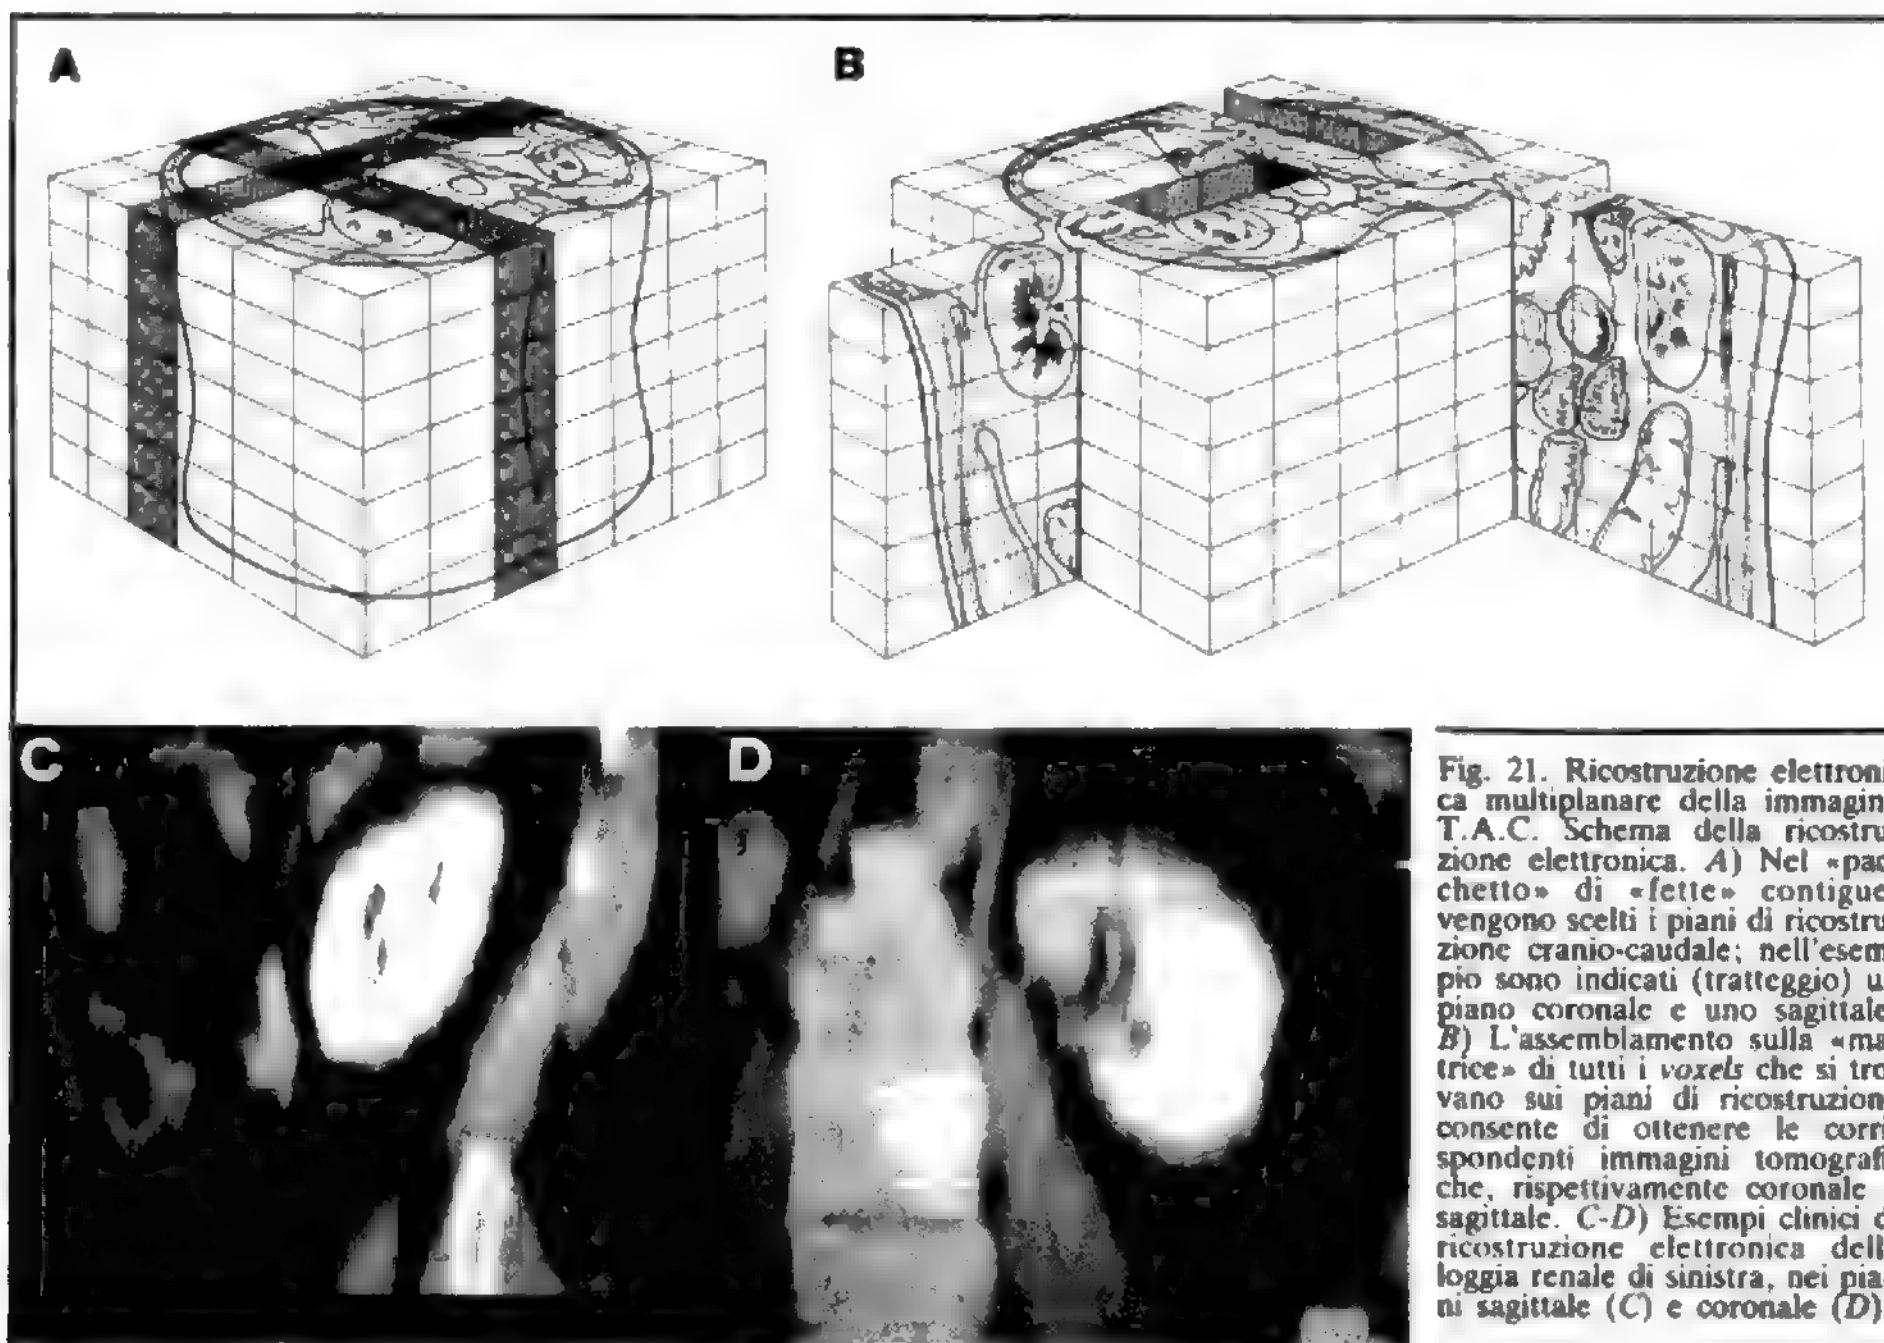 A
B
C
D
Fig. 21. Ricostruzione elettroni
ca multiplanare della immagin
T.A.C. Schema della ricostru
zione elettronica. A) Nel «pac
chetto» di «fette» contigue
vengono scelti i piani di ricostru
zione cranio-caudale; nell'esem
pio sono indicati (tratteggio) u
piano coronale e uno sagittale
B) L'assemblamento sulla «ma
trice» di tutti i voxels che si tro
vano sui piani di ricostruzion
consente di ottenere le corri
spondenti immagini tomografi
che, rispettivamente coronale
sagittale. C-D) Esempi clinici d
ricostruzione elettronica dell
loggia renale di sinistra, nei pia-
ni sagittale (C) e coronale (D)